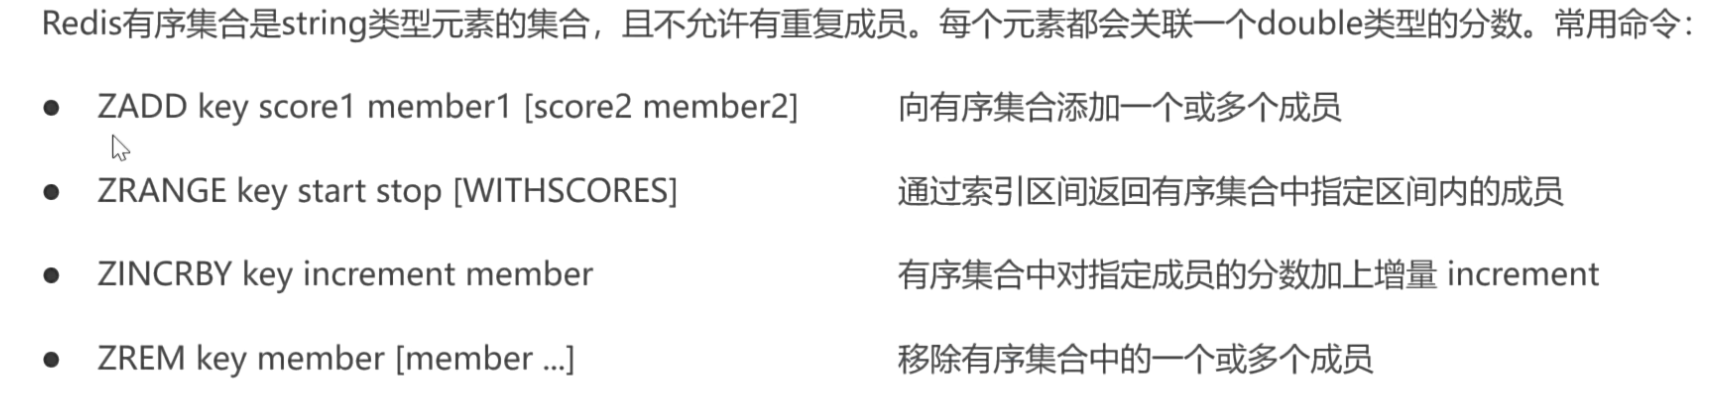 Redis有序集合是string类型元素的集合，且不允许有重复成员。每个元素都会关联一个double类型的分数。常用命令：
● ZADD key score1 member1 [score2 member2] 向有序集合添加一个或多个成员
● ZRANGE key start stop [WITHSCORES] 通过索引区间返回有序集合中指定区间内的成员
● ZINCRBY key increment member 有序集合中对指定成员的分数加上增量 increment
● ZREM key member [member ...] 移除有序集合中的一个或多个成员